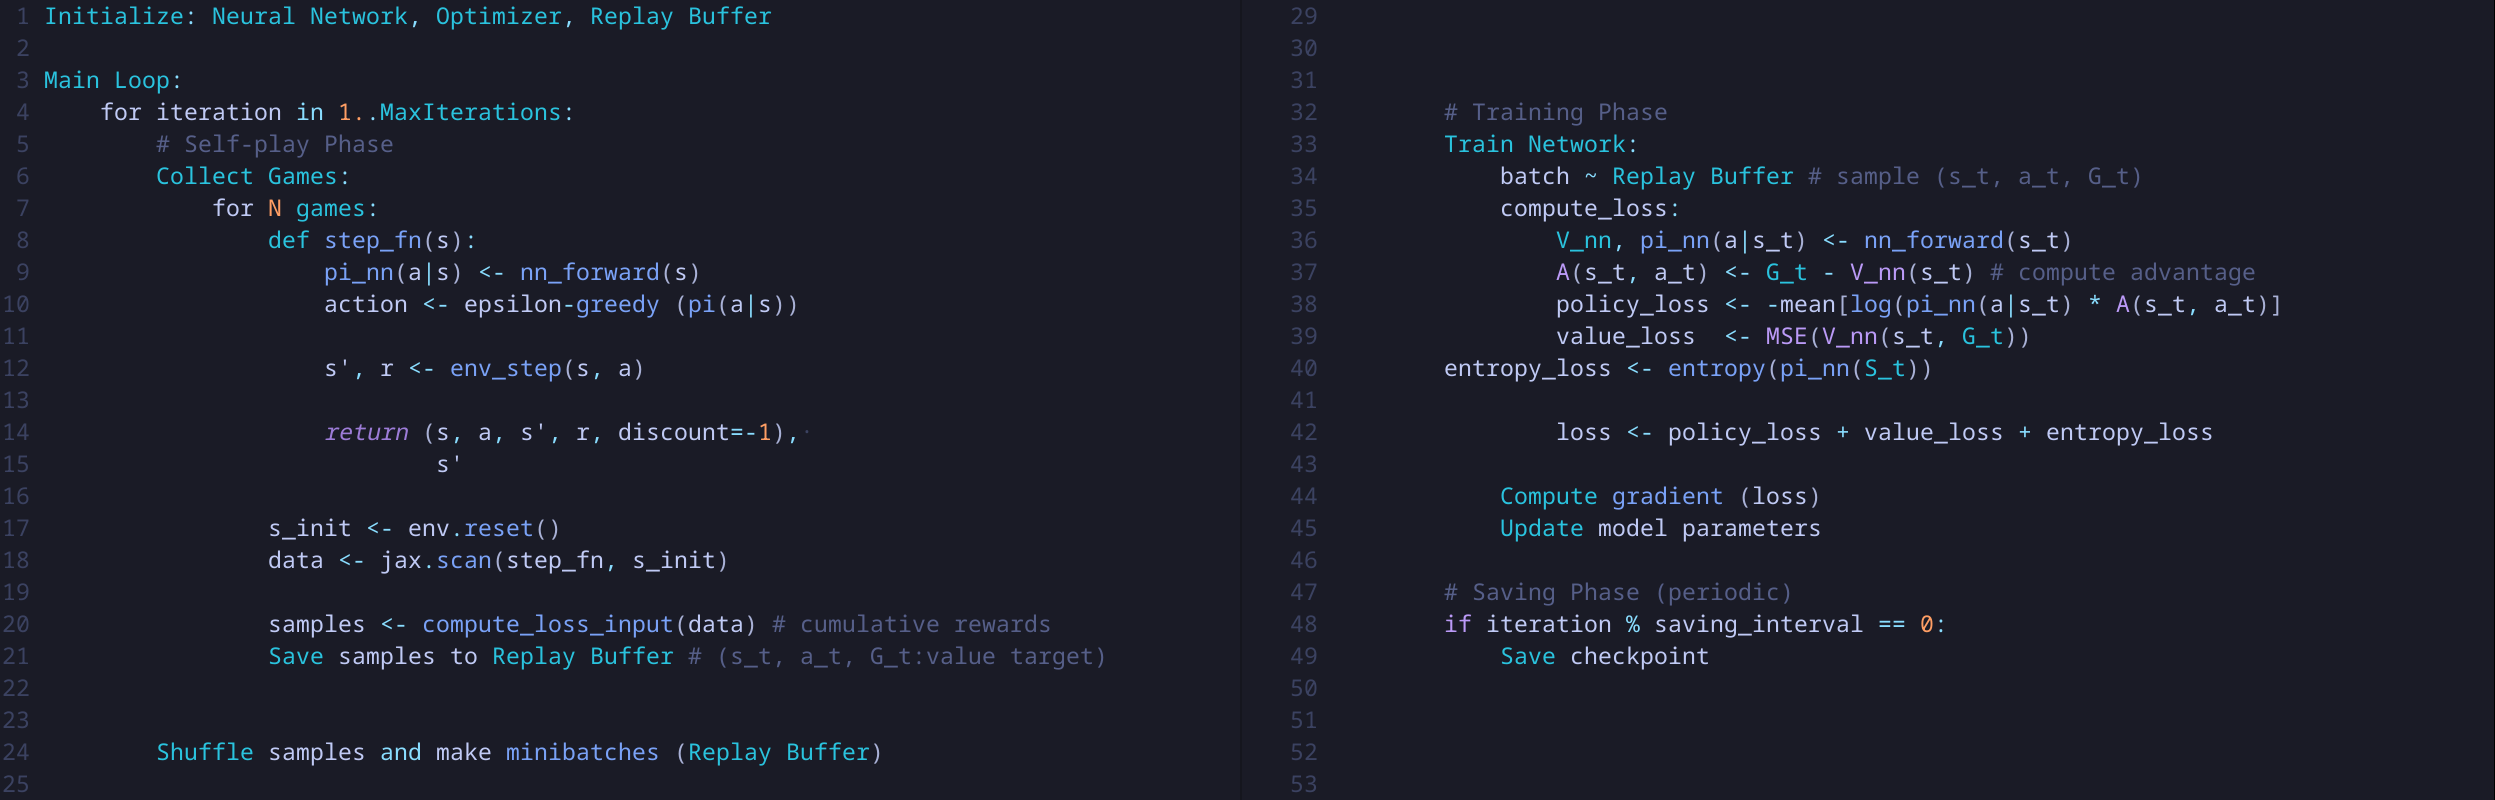 1 Initialize: Neural Network, Optimizer, Replay Buffer
2
3 Main Loop:
4     for iteration in 1..MaxIterations:
5         # Self-play Phase
6         Collect Games:
7             for N games:
8                 def step_fn(s):
9                     pi_nn(a|s) <- nn_forward(s)
10                     action <- epsilon-greedy (pi(a|s))
11
12                     s', r <- env_step(s, a)
13
14                     return (s, a, s', r, discount=-1),·
15                             s'
16
17                 s_init <- env.reset()
18                 data <- jax.scan(step_fn, s_init)
19
20                 samples <- compute_loss_input(data) # cumulative rewards
21                 Save samples to Replay Buffer # (s_t, a_t, G_t:value target)
22
23
24         Shuffle samples and make minibatches (Replay Buffer)
25
29
30
31
32         # Training Phase
33         Train Network:
34             batch ~ Replay Buffer # sample (s_t, a_t, G_t)
35             compute_loss:
36                 V_nn, pi_nn(a|s_t) <- nn_forward(s_t)
37                 A(s_t, a_t) <- G_t - V_nn(s_t) # compute advantage
38                 policy_loss <- -mean[log(pi_nn(a|s_t) * A(s_t, a_t)]
39                 value_loss  <- MSE(V_nn(s_t, G_t))
40         entropy_loss <- entropy(pi_nn(S_t))
41
42                 loss <- policy_loss + value_loss + entropy_loss
43
44             Compute gradient (loss)
45             Update model parameters
46
47         # Saving Phase (periodic)
48         if iteration % saving_interval == 0:
49             Save checkpoint
50
51
52
53